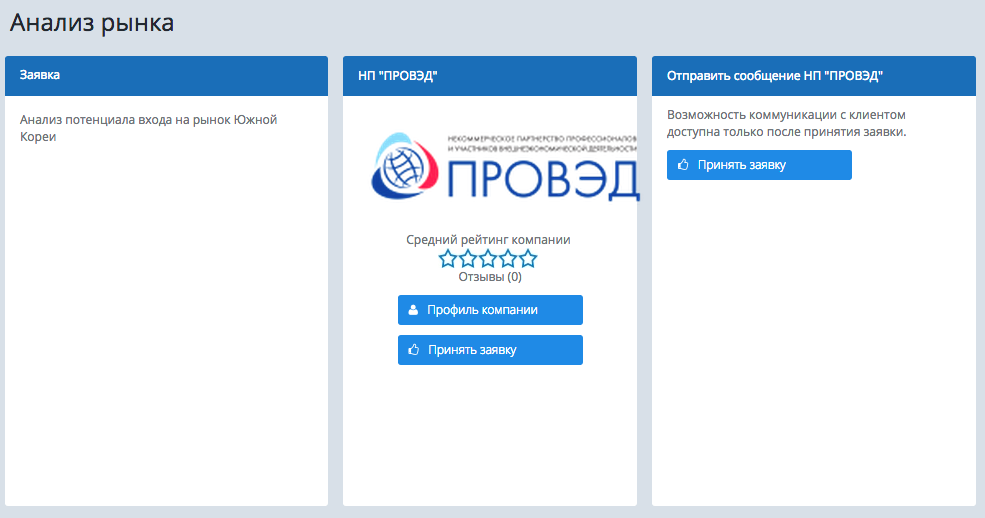 Анализ рынка
Заявка
Анализ потенциала входа на рынок Южной
Кореи
НП "ПРОВЭД"
НЕКОММЕРЧЕСКОЕ ПАРТНЕРСТВО ПРОФЕССИОНАЛОВ
И УЧАСТНИКОВ ВНЕШНЕЭКОНОМИЧЕСКОЙ ДЕЯТЕЛЬНОСТИ
ПРОВЭД
Средний рейтинг компании
Отзывы (0)
Профиль компании
Принять заявку
Отправить сообщение НП "ПРОВЭД"
Возможность коммуникации с клиентом
доступна только после принятия заявки.
Принять заявку